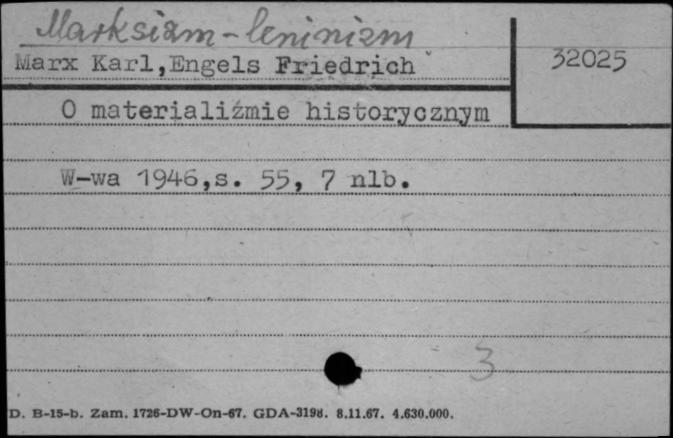 Marksizm-leninizm
Marx Karl,Engels Friedrich
32025
O materializmie historycznym
W-wa 1946,s. 55, 7 nlb.
3
D. B-15-b. Zam. 1726-DW-On-67. GDA-3198. 8.11.67. 4.630.000.